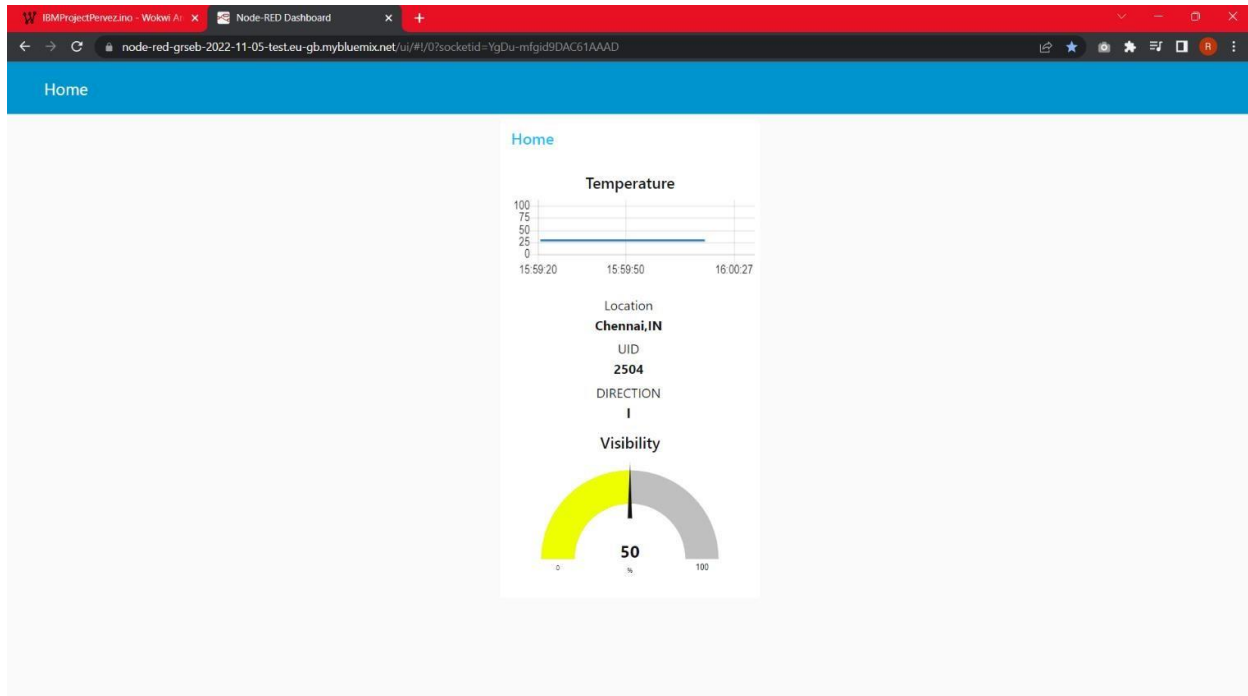 IBMProjectPervez.ino - Wokwi Ar
Node-RED Dashboard
node-red-grseb-2022-11-05-test.eu-gb.mybluemix.net/ui/#!/0?socketid=YgDu-mfgid9DAC61AAAD
R
Home
Home
Temperature
100
75
50
25
0
15:59:20 15:59:50 16:00:27
Location
Chennai,IN
UID
2504
DIRECTION
I
Visibility
50
0 % 100